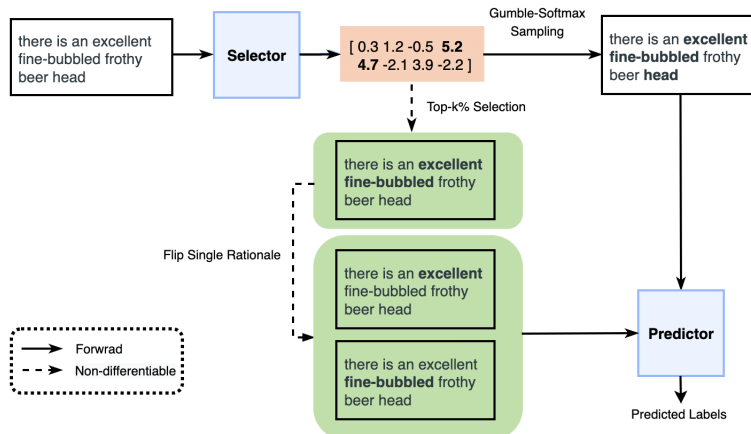 there is an excellent
fine-bubbled frothy
beer head
Selector
[ 0.3 1.2 -0.5 5.2
4.7 -2.1 3.9 -2.2 ]
Gumble-Softmax
Sampling
there is an excellent
fine-bubbled frothy
beer head
Top-k% Selection
there is an excellent
fine-bubbled frothy
beer head
Flip Single Rationale
there is an excellent
fine-bubbled frothy
beer head
there is an excellent
fine-bubbled frothy
beer head
Predictor
Predicted Labels
Forwrad
Non-differentiable